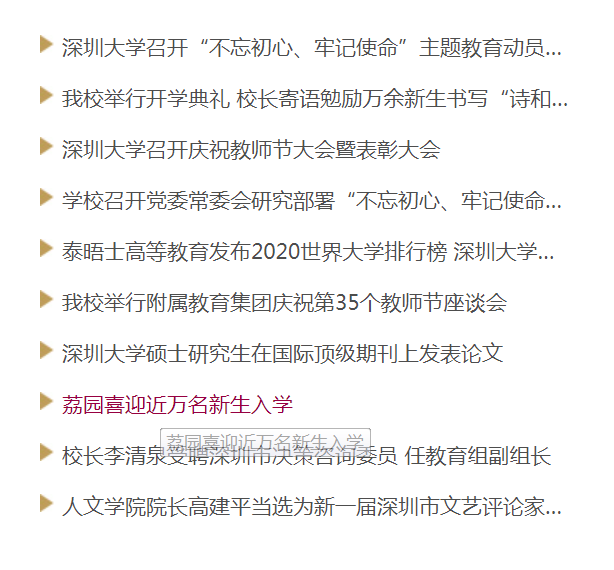 深圳大学召开“不忘初心、牢记使命”主题教育动员...
我校举行开学典礼 校长寄语勉励万余新生书写“诗和...
深圳大学召开庆祝教师节大会暨表彰大会
学校召开党委常委会研究部署“不忘初心、牢记使命...
泰晤士高等教育发布2020世界大学排行榜 深圳大学...
我校举行附属教育集团庆祝第35个教师节座谈会
深圳大学硕士研究生在国际顶级期刊上发表论文
荔园喜迎近万名新生入学
荔园喜迎近万名新生入学
校长李清泉受聘深圳市决策咨询委员 任教育组副组长
人文学院院长高建平当选为新一届深圳市文艺评论家...